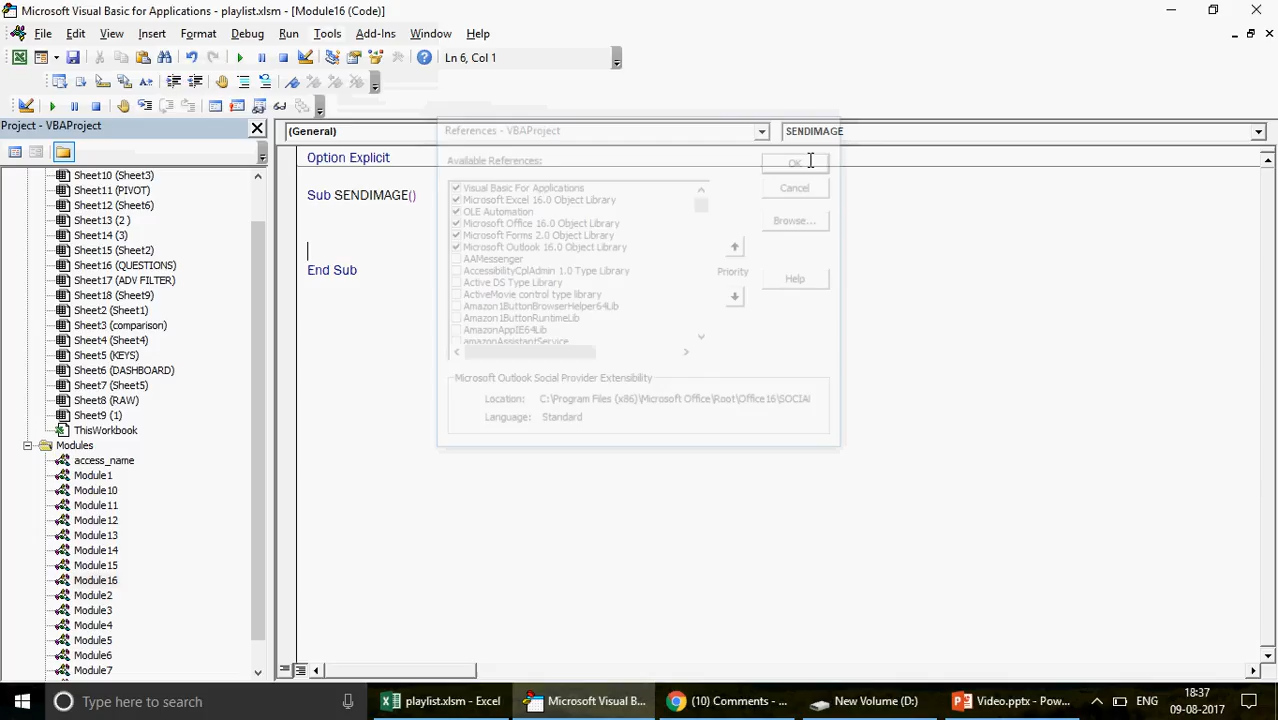 Microsoft Visual Basic for Applications - playlist.xlsm - [Module16 (Code)]
File Edit View Insert Format Debug Run Tools Add-Ins Window Help
Ln 6, Col 1
Project - VBAProject
(General)
SENDIMAGE
References - VBAProject
Available References:
OK
Cancel
Browse...
Priority
Help
Visual Basic For Applications
Microsoft Excel 16.0 Object Library
OLE Automation
Microsoft Office 16.0 Object Library
Microsoft Forms 2.0 Object Library
Microsoft Outlook 16.0 Object Library
AAMessenger
AccessibilityCplAdmin 1.0 Type Library
Active DS Type Library
ActiveMovie control type library
Amazon1ButtonBrowserHelper64Lib
Amazon1ButtonRuntimeLib
AmazonAppIE64Lib
amazonAssistantService
Microsoft Outlook Social Provider Extensibility
Location: C:\Program Files (x86)\Microsoft Office\Root\Office16\SOCIAI
Language: Standard
Option Explicit
Sub SENDIMAGE()
End Sub
Sheet10 (Sheet3)
Sheet11 (PIVOT)
Sheet12 (Sheet6)
Sheet13 (2 )
Sheet14 (3)
Sheet15 (Sheet2)
Sheet16 (QUESTIONS)
Sheet17 (ADV FILTER)
Sheet18 (Sheet9)
Sheet2 (Sheet1)
Sheet3 (comparison)
Sheet4 (Sheet4)
Sheet5 (KEYS)
Sheet6 (DASHBOARD)
Sheet7 (Sheet5)
Sheet8 (RAW)
Sheet9 (1)
ThisWorkbook
Modules
access_name
Module1
Module10
Module11
Module12
Module13
Module14
Module15
Module16
Module2
Module3
Module4
Module5
Module6
Module7
Type here to search
playlist.xlsm - Excel
Microsoft Visual B...
(10) Comments - ...
New Volume (D:)
Video.pptx - Pow...
ENG
18:37
09-08-2017